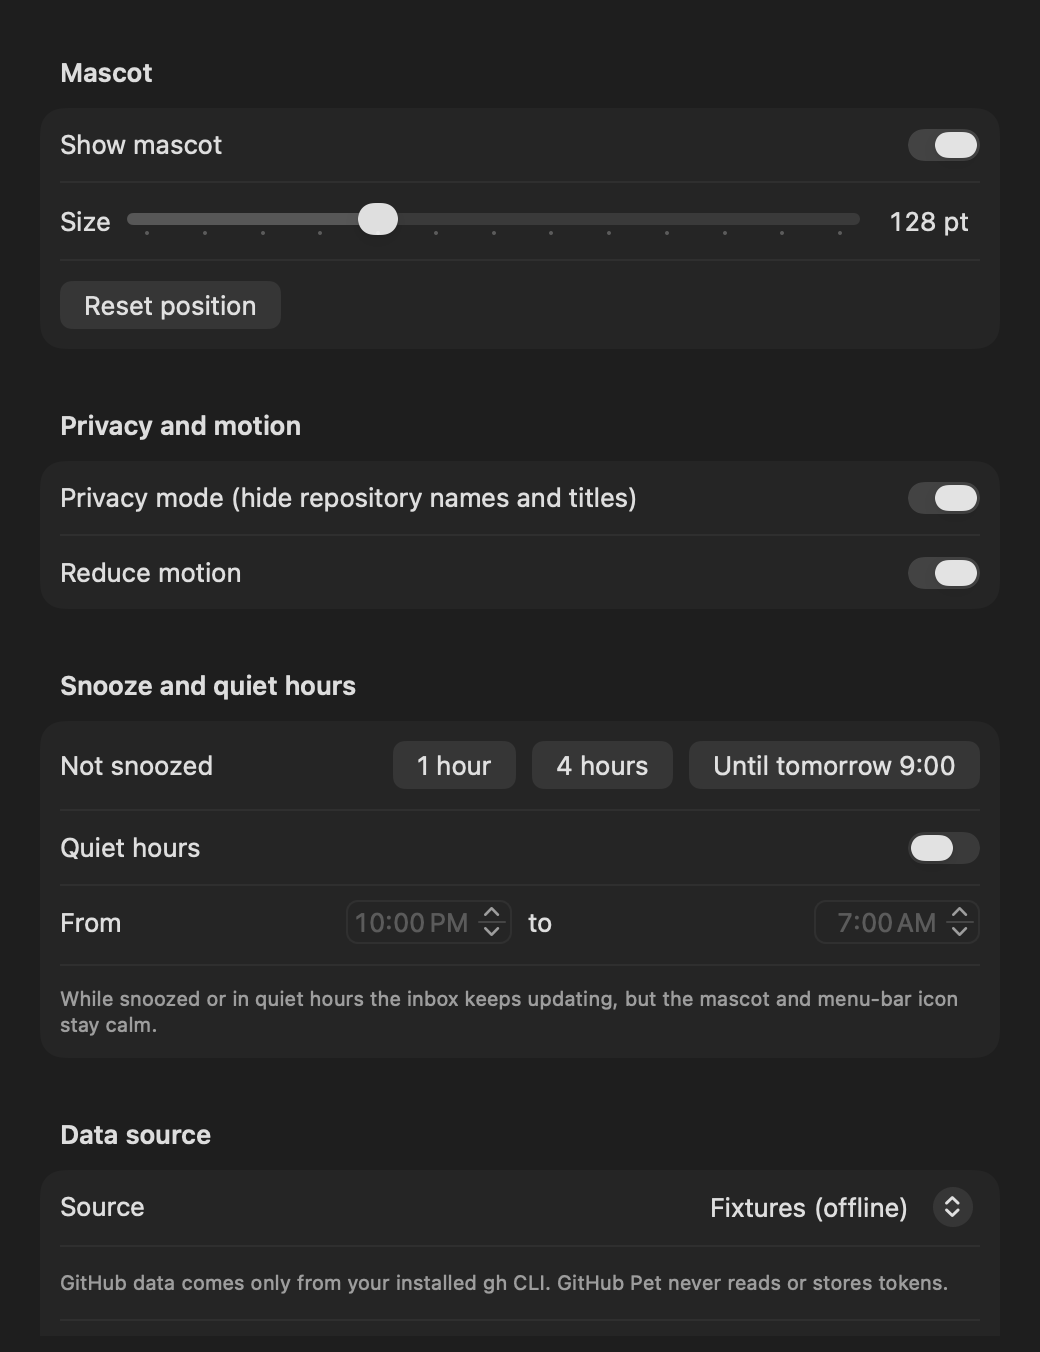 Mascot
Show mascot
Size 128 pt
Reset position
Privacy and motion
Privacy mode (hide repository names and titles)
Reduce motion
Snooze and quiet hours
Not snoozed 1 hour 4 hours Until tomorrow 9:00
Quiet hours
From 10:00 PM to 7:00 AM
While snoozed or in quiet hours the inbox keeps updating, but the mascot and menu-bar icon
stay calm.
Data source
Source Fixtures (offline)
GitHub data comes only from your installed gh CLI. GitHub Pet never reads or stores tokens.